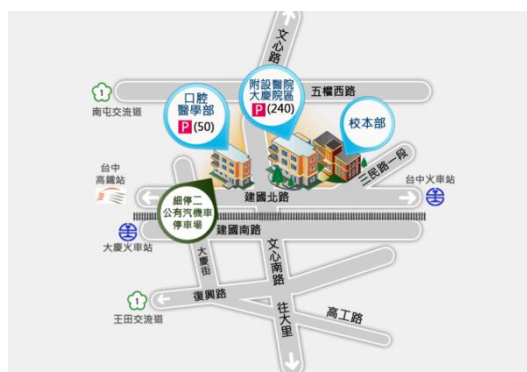 文心路
1
南屯交流道
五權西路
口腔
醫學部
P(50)
附設醫院
大慶院區
P(240)
校本部
三民路一段
台中
高鐵站
建國北路
台中火車站
細停二
公有汽機車
停車場
大慶火車站
建國南路
大慶街
文心南路
1
王田交流道
復興路
往大里
高工路